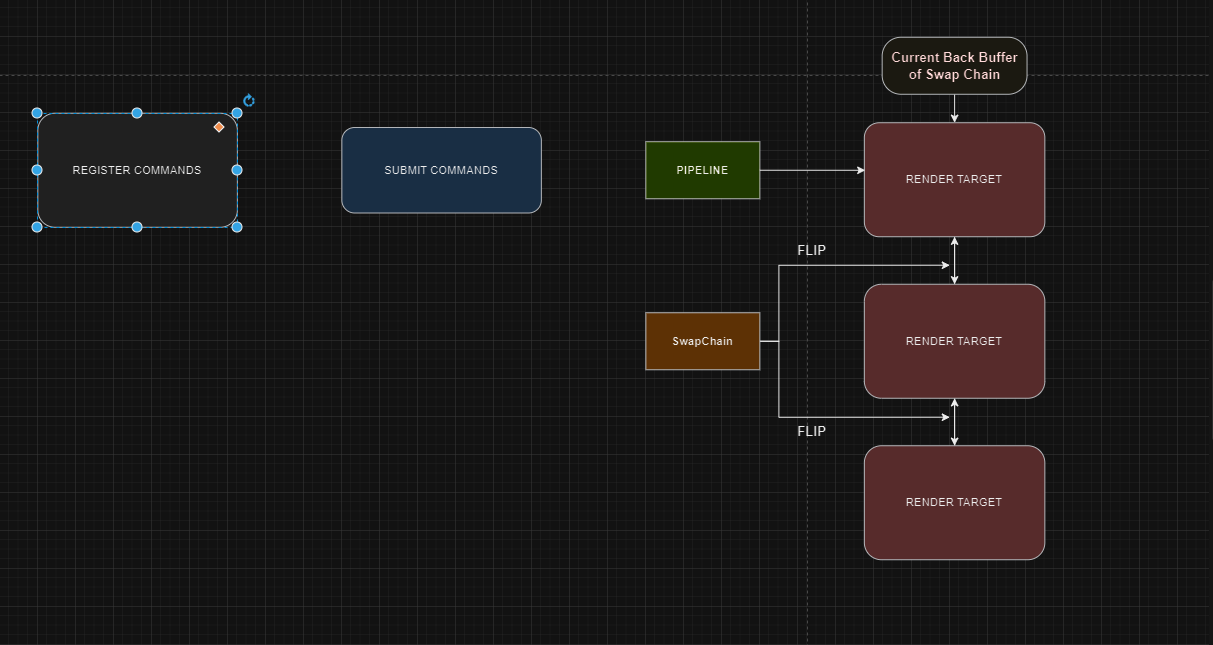 Current Back Buffer
of Swap Chain
REGISTER COMMANDS
SUBMIT COMMANDS
PIPELINE
RENDER TARGET
FLIP
SwapChain
RENDER TARGET
FLIP
RENDER TARGET